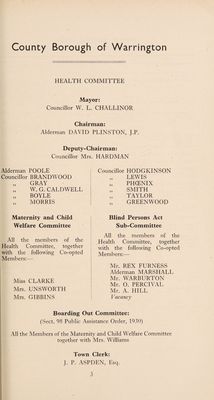 County Borough of Warrington
HEALTH COMMITTEE
Mayor:
Councillor W. L. CHALLINOR
Chairman:
Alderman DAVID PLINSTON, J.P.
Deputy-Chairman:
Councillor Mrs. HARDMAN
Alderman POOLE
Councillor BRANDWOOD
,, GRAY
,, W. G. CALDWELL
,, BOYLE
,, MORRIS
Councillor HODGKINSON
,, LEWIS
,, PHŒNIX
,, SMITH
,, TAYLOR
,, GREENWOOD
Maternity and Child
Welfare Committee
All the members of the
Health Committee, together
with the following Co-opted
Members:—
Miss CLARKE
Mrs. UNSWORTH
Mrs. GIBBINS
Blind Persons Act
Sub-Committee
All the members of the
Health Committee, together
with the following Co-opted
Members:—
Mr. REX FURNESS
Alderman MARSHALL
Mr. WARBURTON
Mr. O. PERCIVAL
Mr. A. HILL
Vacancy
Boarding Out Committee:
(Sect. 98 Public Assistance Order, 1930)
All the Members of the Maternity and Child Welfare Committee
together with Mrs. Williams
Town Clerk:
J. P. ASPDEN, Esq.
3